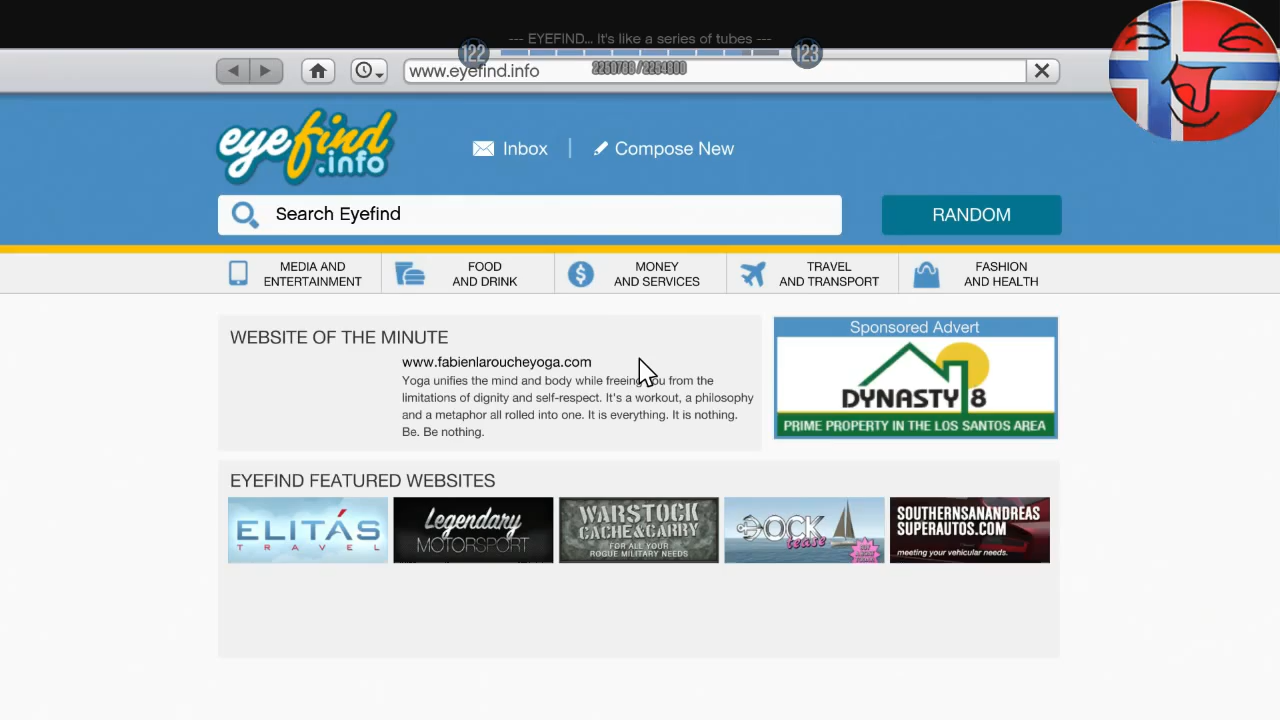 --- EYEFIND... It's like a series of tubes ---
122
123
www.eyefind.info
eyefind
.info
Inbox
Compose New
Search Eyefind
RANDOM
MEDIA AND
ENTERTAINMENT
FOOD
AND DRINK
MONEY
AND SERVICES
TRAVEL
AND TRANSPORT
FASHION
AND HEALTH
WEBSITE OF THE MINUTE
www.fabienlaroucheyoga.com
Yoga unifies the mind and body while freeing you from the
limitations of dignity and self-respect. It's a workout, a philosophy
and a metaphor all rolled into one. It is everything. It is nothing.
Be. Be nothing.
Sponsored Advert
DYNASTY 8
PRIME PROPERTY IN THE LOS SANTOS AREA
EYEFIND FEATURED WEBSITES
ELITÁS
TRAVEL
Legendary
MOTORSPORT
WARSTOCK
CACHE & CARRY
FOR ALL YOUR
ROGUE MILITARY NEEDS
DOCK
tease
SOUTHERNSANANDREAS
SUPERAUTOS.COM
meeting your vehicular needs.